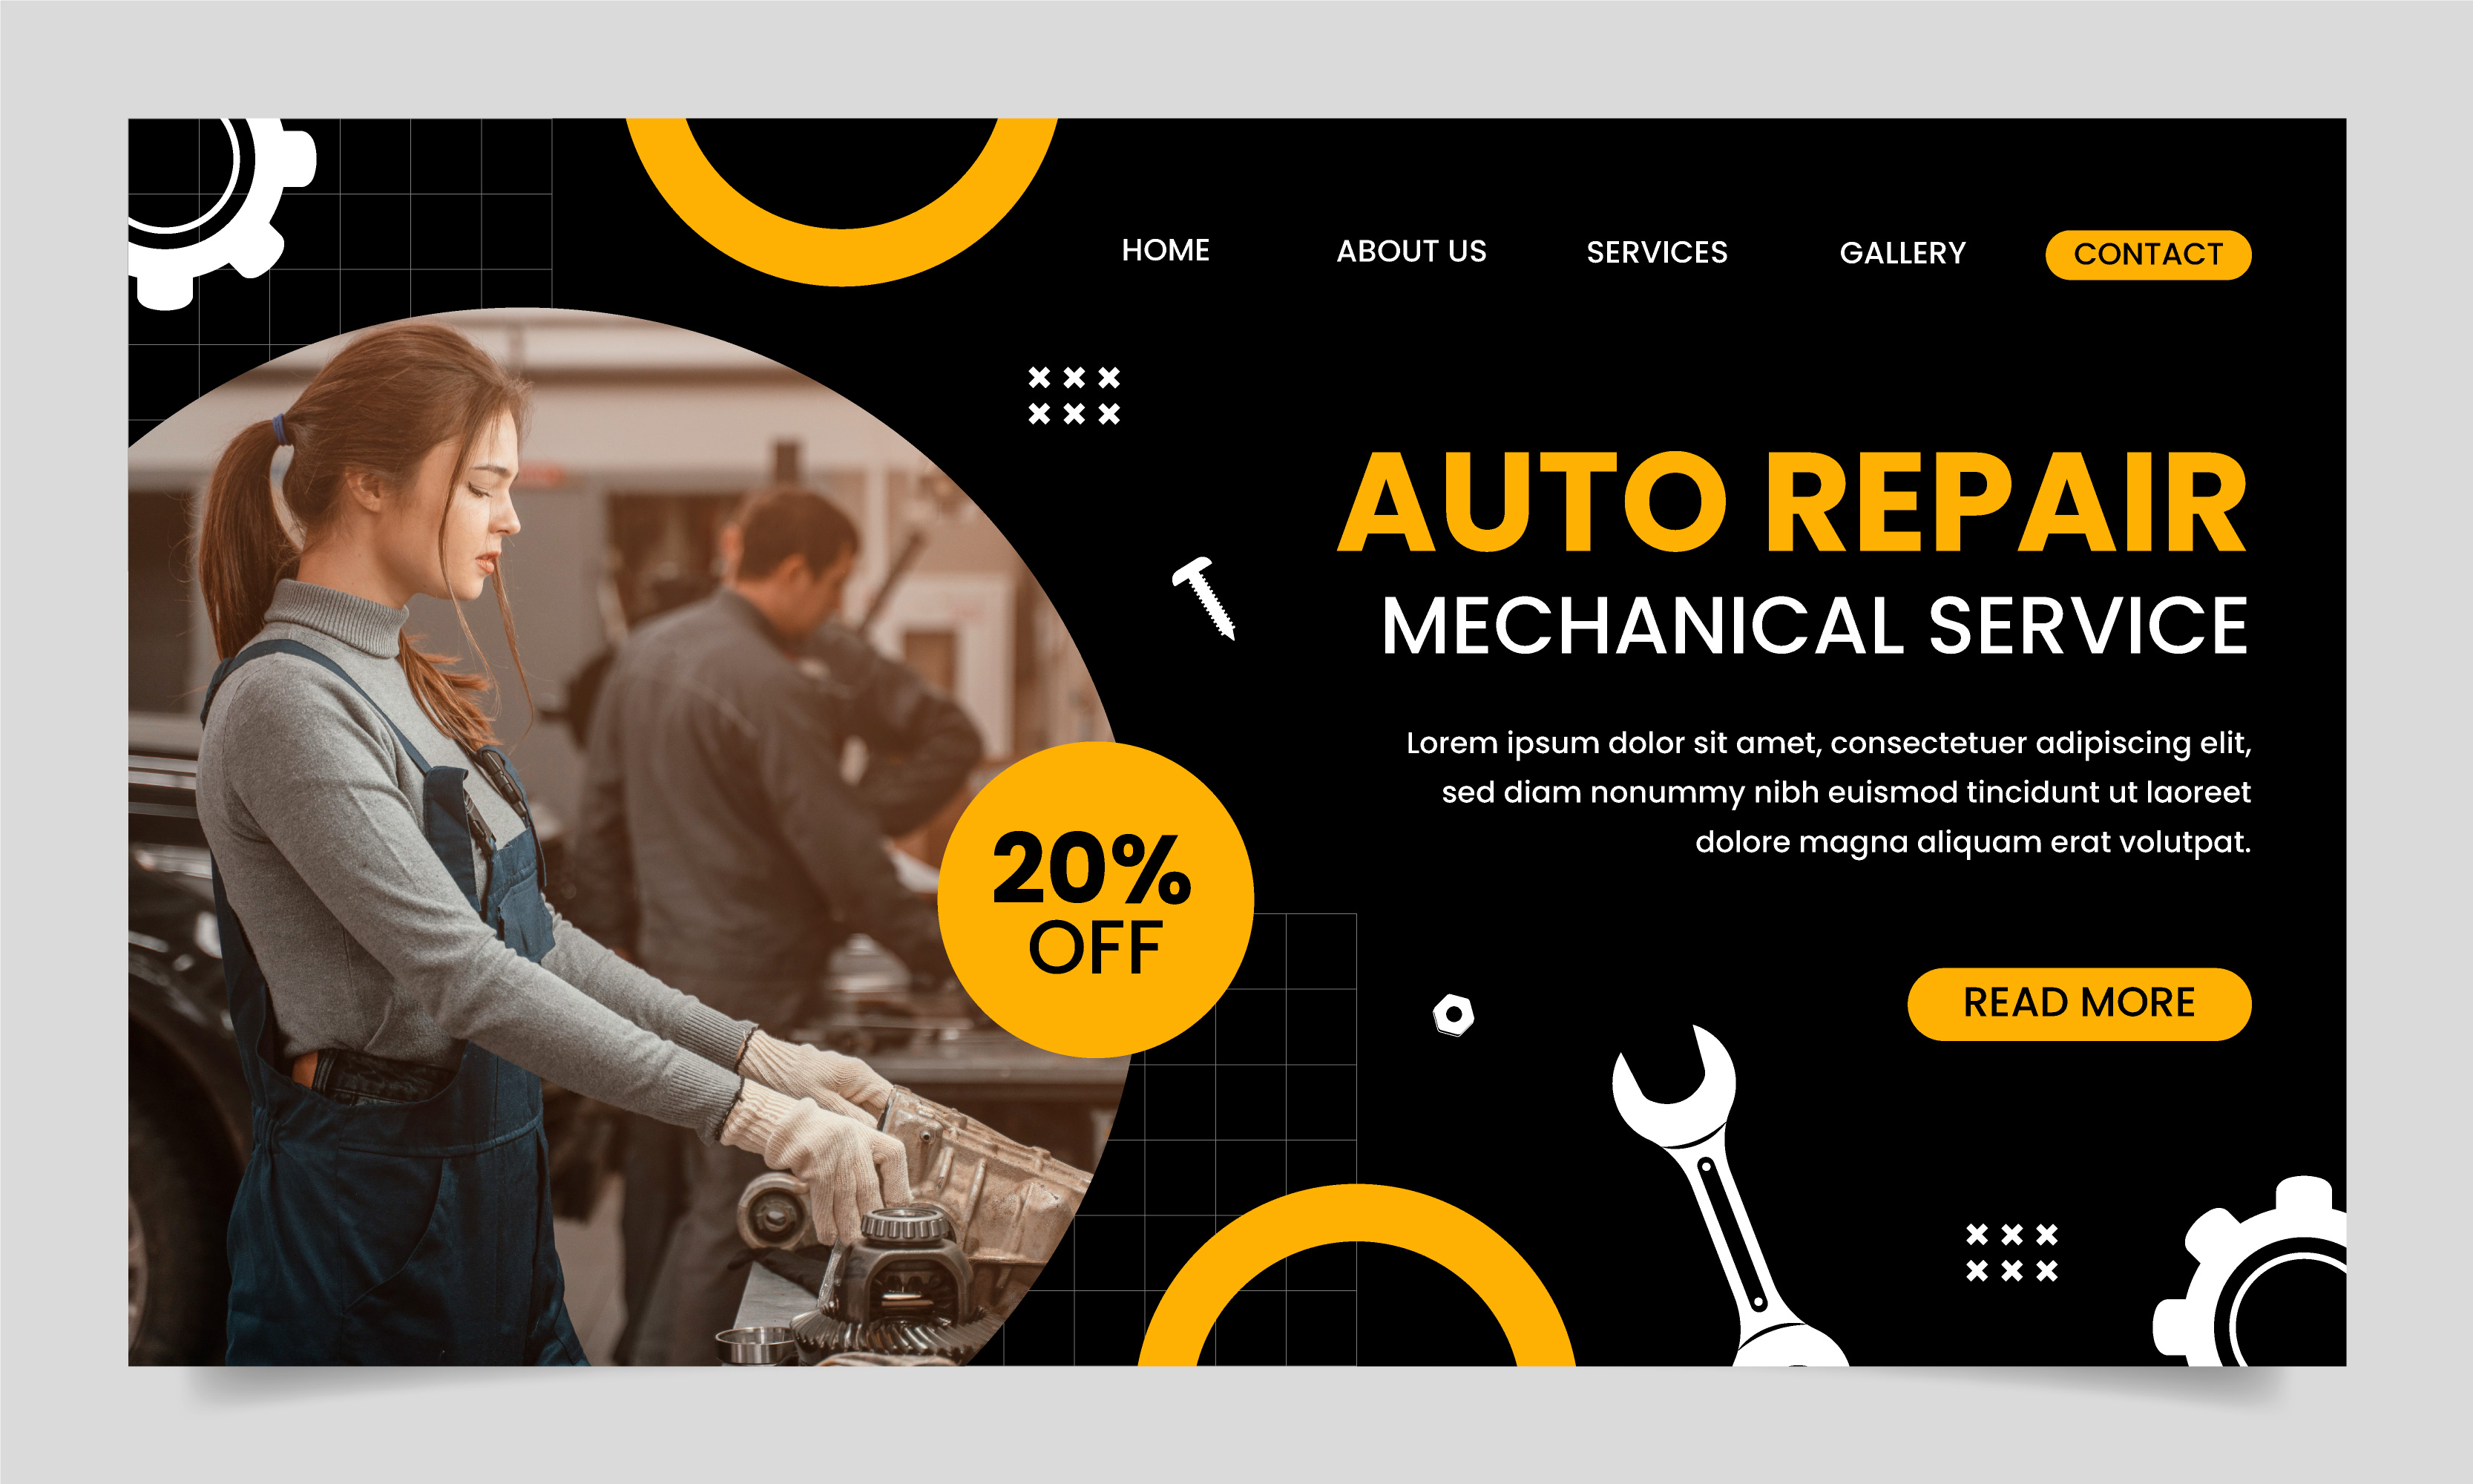 HOME
ABOUT US
SERVICES
GALLERY
CONTACT
AUTO REPAIR
MECHANICAL SERVICE
Lorem ipsum dolor sit amet, consectetuer adipiscing elit,
sed diam nonummy nibh euismod tincidunt ut laoreet
dolore magna aliquam erat volutpat.
20%
OFF
READ MORE